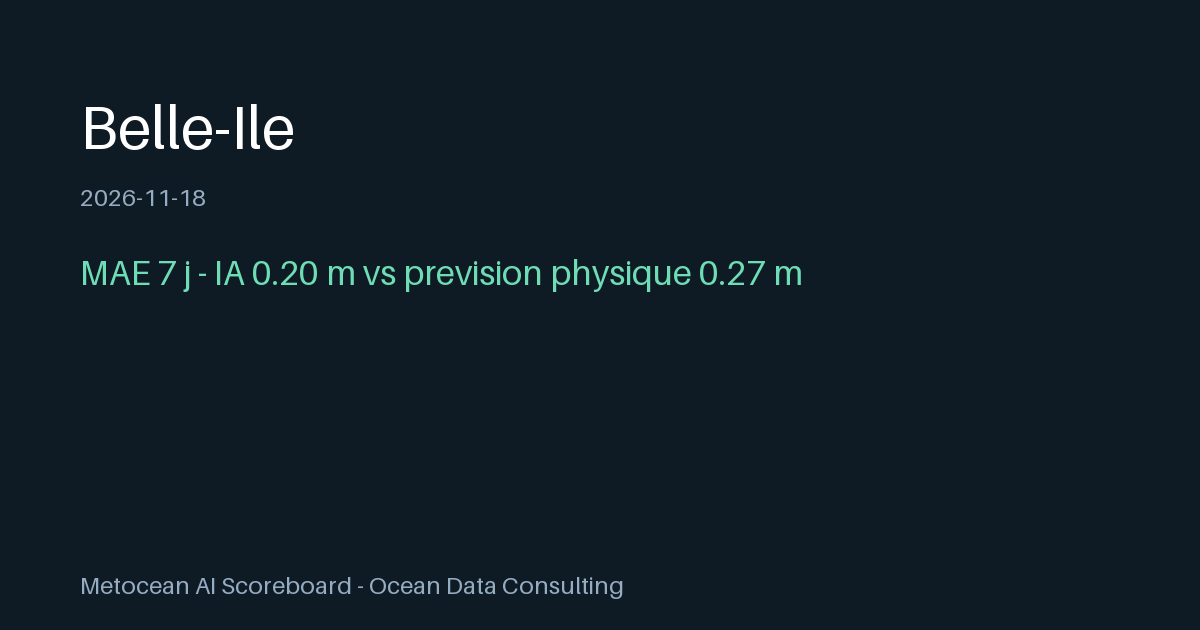 Belle-Ile
2026-11-18
MAE 7 j - IA 0.20 m vs prevision physique 0.27 m
Metocean AI Scoreboard - Ocean Data Consulting